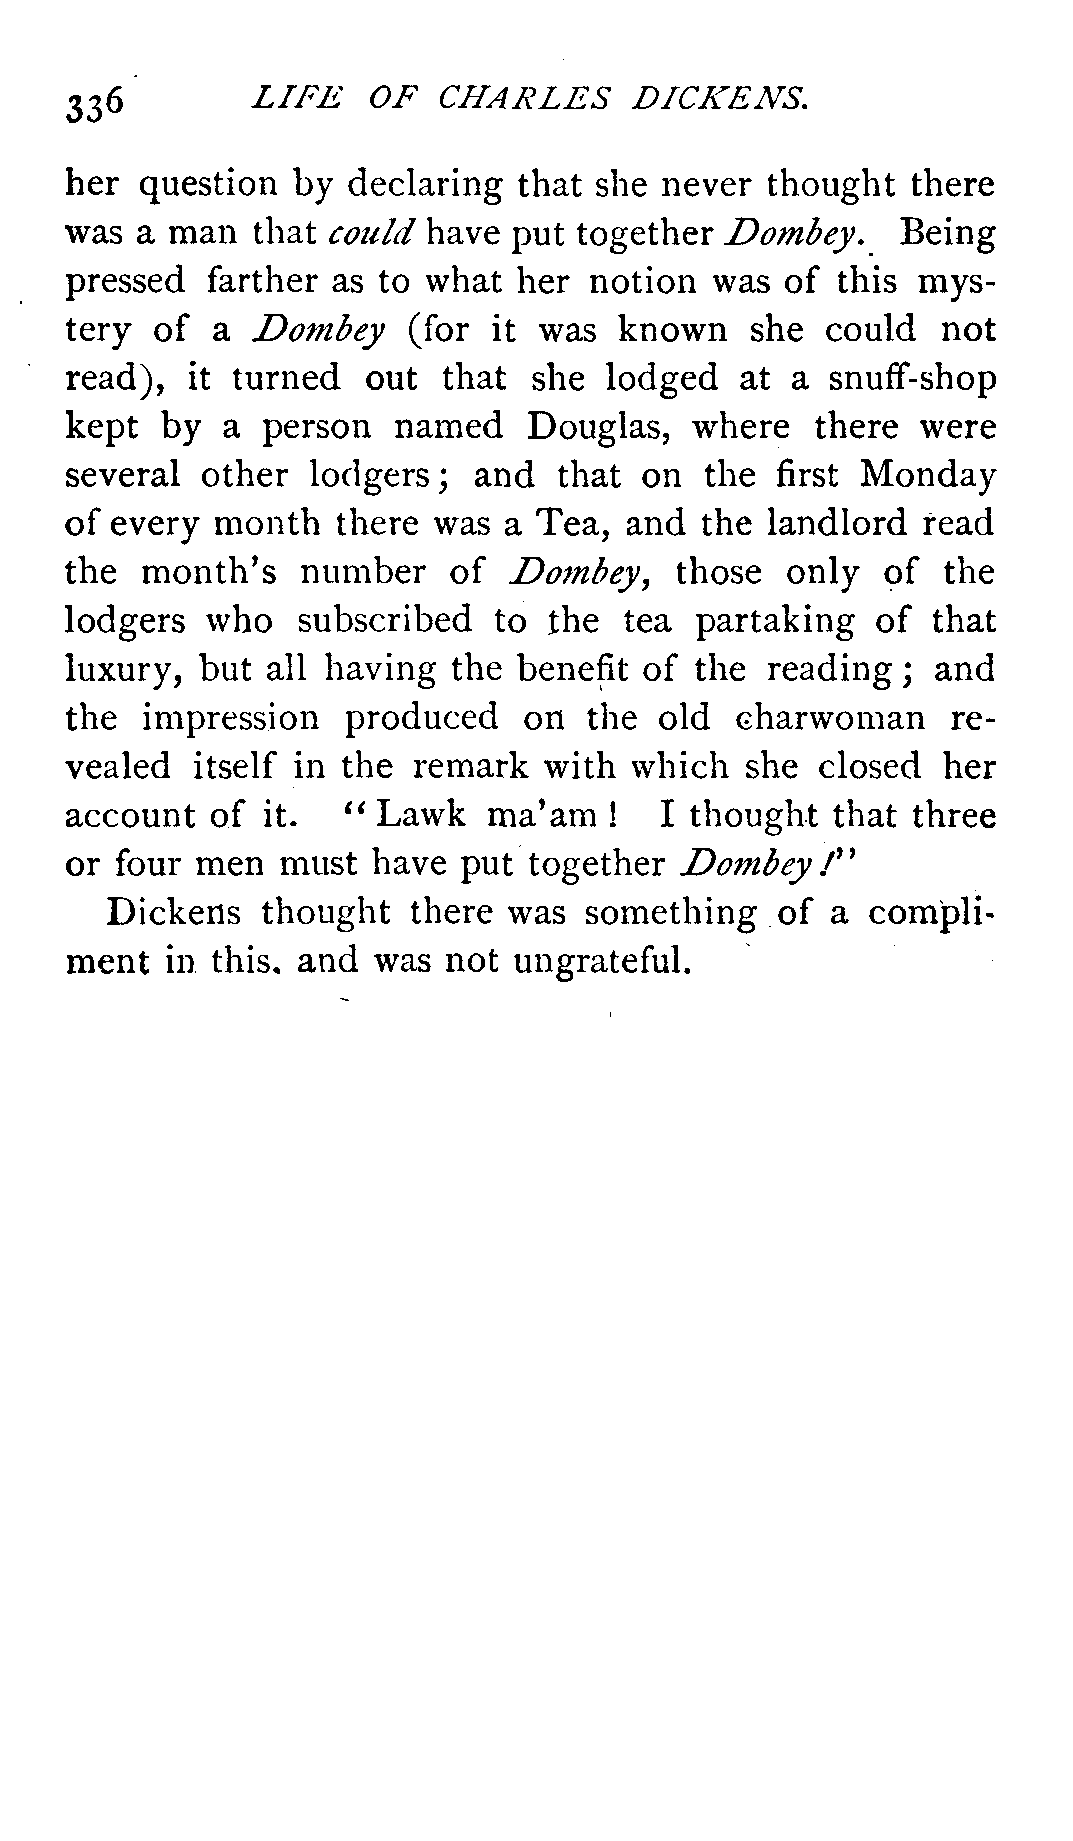 336 LIFE OF CHARLES DICKENS.
her question by declaring that she never thought there
was a man that could have put together Dombey. Being
pressed farther as to what her notion was of this mys-
tery of a Dombey (for it was known she could not
read), it turned out that she lodged at a snuff-shop
kept by a person named Douglas, where there were
several other lodgers; and that on the first Monday
of every month there was a Tea, and the landlord read
the month's number of Dombey, those only of the
lodgers who subscribed to the tea partaking of that
luxury, but all having the benefit of the reading; and
the impression produced on the old charwoman re-
vealed itself in the remark with which she closed her
account of it. "Lawk ma'am! I thought that three
or four men must have put together Dombey!"
Dickens thought there was something of a compli-
ment in this. and was not ungrateful.